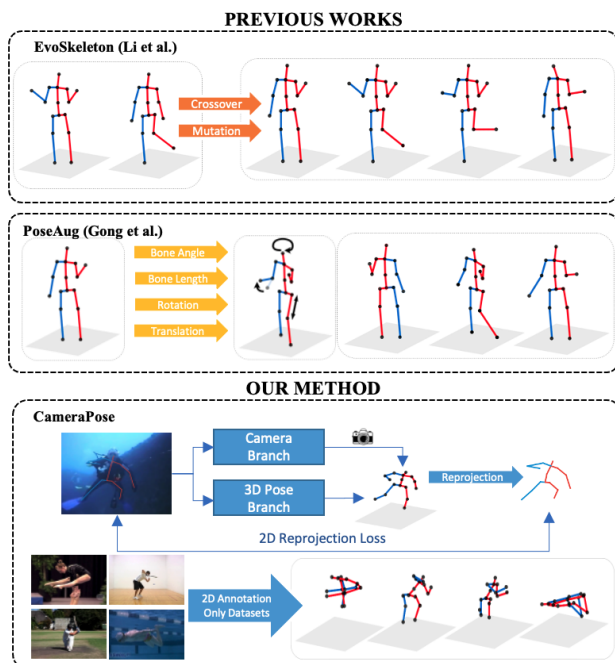 PREVIOUS WORKS
EvoSkeleton (Li et al.)
Crossover
Mutation
PoseAug (Gong et al.)
Bone Angle
Bone Length
Rotation
Translation
OUR METHOD
CameraPose
Camera
Branch
3D Pose
Branch
Reprojection
2D Reprojection Loss
2D Annotation
Only Datasets